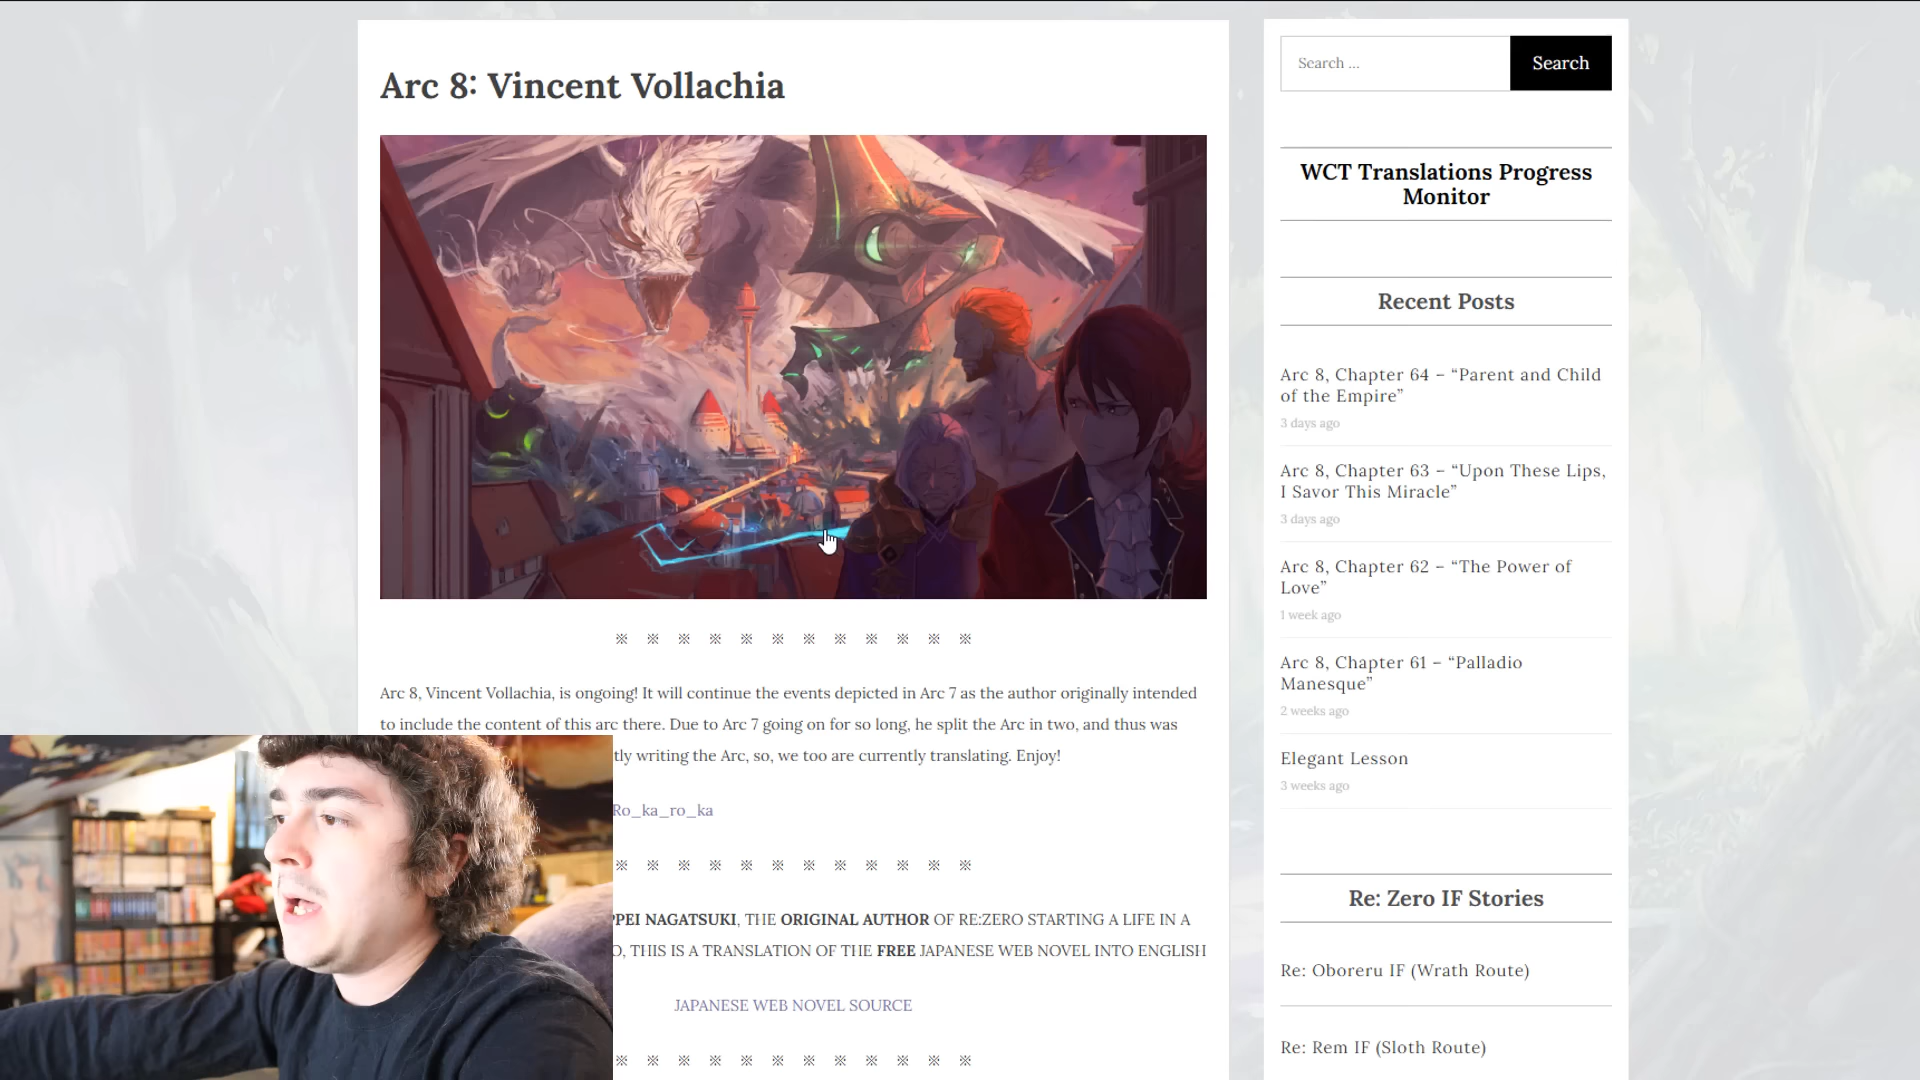 Arc 8: Vincent Vollachia
※ ※ ※ ※ ※ ※ ※ ※ ※ ※ ※ ※
Arc 8, Vincent Vollachia, is ongoing! It will continue the events depicted in Arc 7 as the author originally intended
to include the content of this arc there. Due to Arc 7 going on for so long, he split the Arc in two, and thus was
tly writing the Arc, so, we too are currently translating. Enjoy!
Ro_ka_ro_ka
※ ※ ※ ※ ※ ※ ※ ※ ※ ※ ※ ※
PPEI NAGATSUKI, THE ORIGINAL AUTHOR OF RE:ZERO STARTING A LIFE IN A
O, THIS IS A TRANSLATION OF THE FREE JAPANESE WEB NOVEL INTO ENGLISH
JAPANESE WEB NOVEL SOURCE
※ ※ ※ ※ ※ ※ ※ ※ ※ ※ ※ ※
Search ...
Search
WCT Translations Progress
Monitor
Recent Posts
Arc 8, Chapter 64 – “Parent and Child
of the Empire”
3 days ago
Arc 8, Chapter 63 – “Upon These Lips,
I Savor This Miracle”
3 days ago
Arc 8, Chapter 62 – “The Power of
Love”
1 week ago
Arc 8, Chapter 61 – “Palladio
Manesque”
2 weeks ago
Elegant Lesson
3 weeks ago
Re: Zero IF Stories
Re: Oboreru IF (Wrath Route)
Re: Rem IF (Sloth Route)